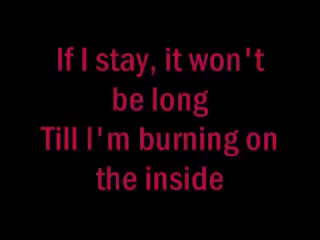 If I stay, it won't
be long
Till I'm burning on
the inside